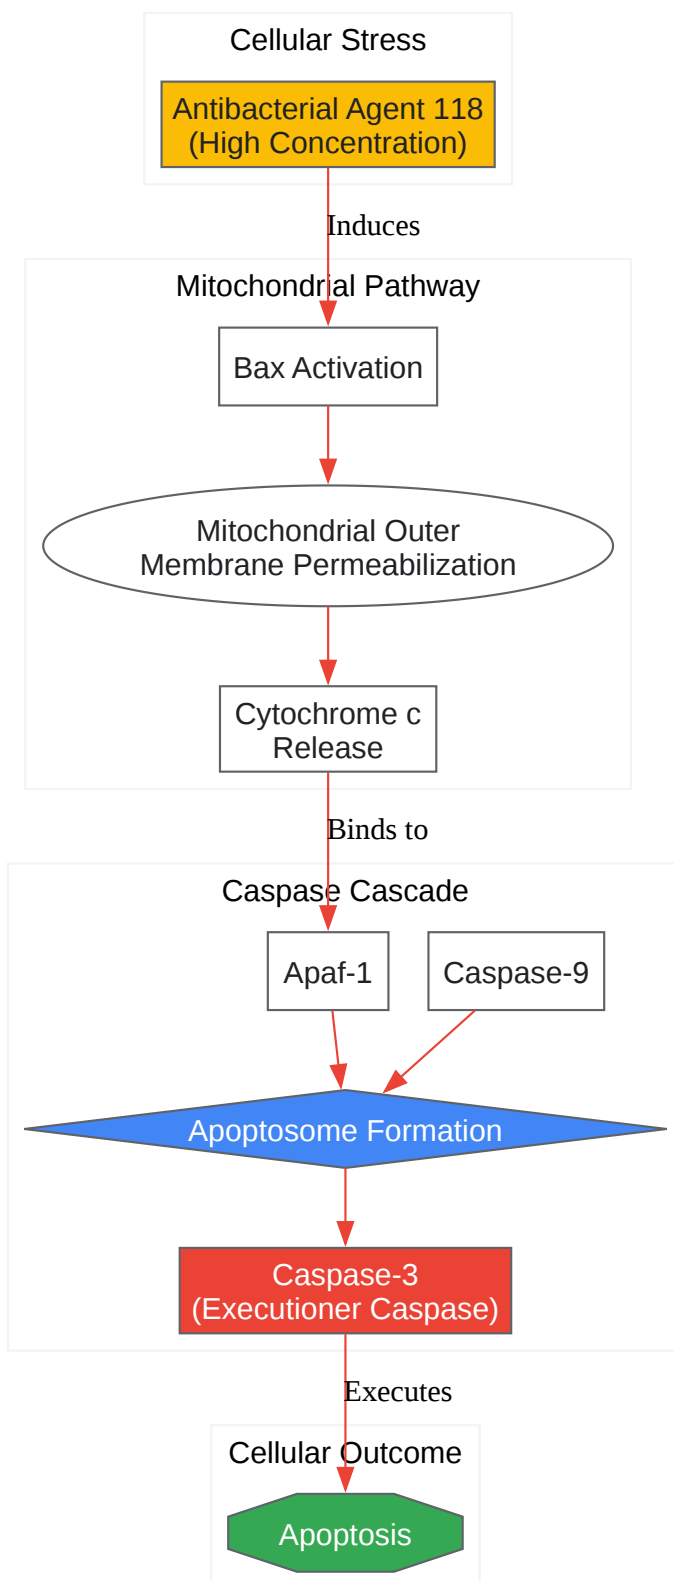 Cellular Stress
Antibacterial Agent 118
(High Concentration)
Induces
Mitochondrial Pathway
Bax Activation
Mitochondrial Outer
Membrane Permeabilization
Cytochrome c
Release
Binds to
Caspase Cascade
Apaf-1
Caspase-9
Apoptosome Formation
Caspase-3
(Executioner Caspase)
Executes
Cellular Outcome
Apoptosis